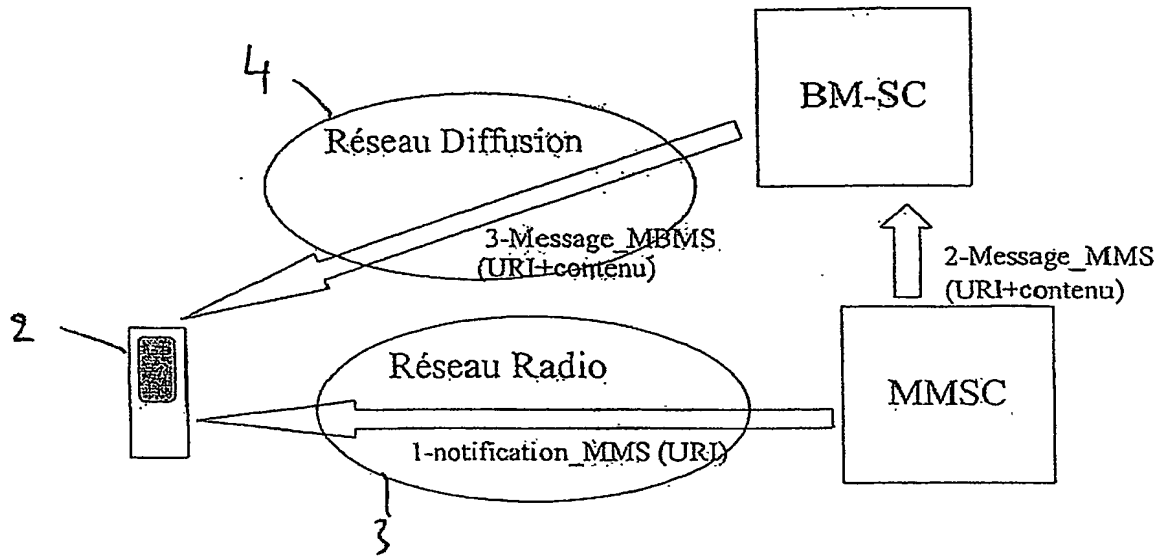 4
BM-SC
Réseau Diffusion
3-Message_MBMS
(URI+contenu)
2-Message_MMS
(URI+contenu)
2
Réseau Radio
MMSC
1-notification_MMS (URI)
3